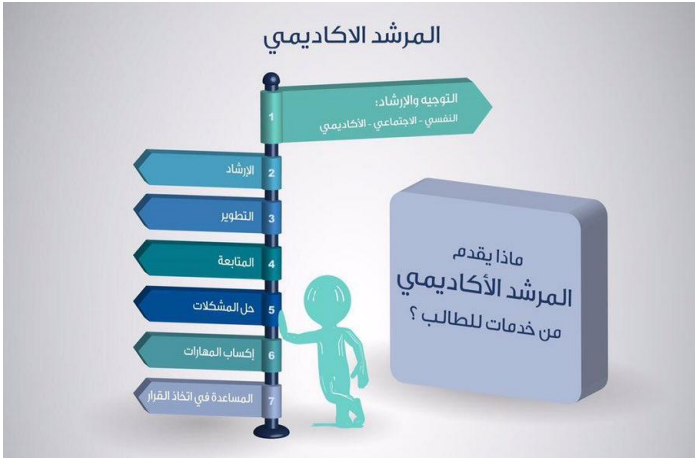 المرشد الاكاديمي
1
التوجيه والإرشاد:
النفسي - الاجتماعي - الأكاديمي
2 الإرشاد
3 التطوير
4 المتابعة
5 حل المشكلات
6 إكساب المهارات
7 المساعدة في اتخاذ القرار
ماذا يقدم
المرشد الأكاديمي
من خدمات للطالب ؟